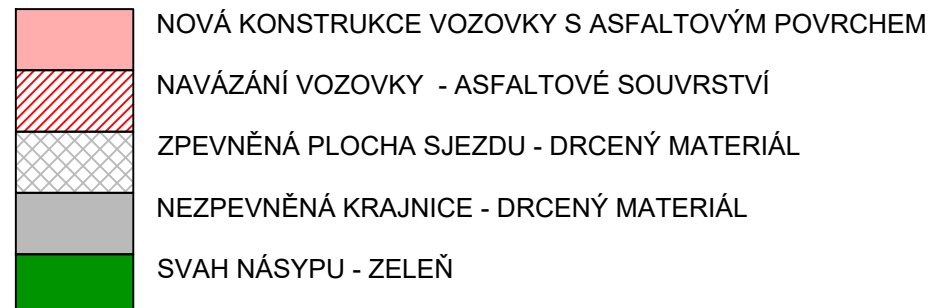 NOVÁ KONSTRUKCE VOZOVKY S ASFALTOVÝM POVRCHEM
NAVÁZÁNÍ VOZOVKY - ASFALTOVÉ SOUVRSTVÍ
ZPEVNĚNÁ PLOCHA SJEZDU - DRCENÝ MATERIÁL
NEZPEVNĚNÁ KRAJNICE - DRCENÝ MATERIÁL
SVAH NÁSYPU - ZELEŇ